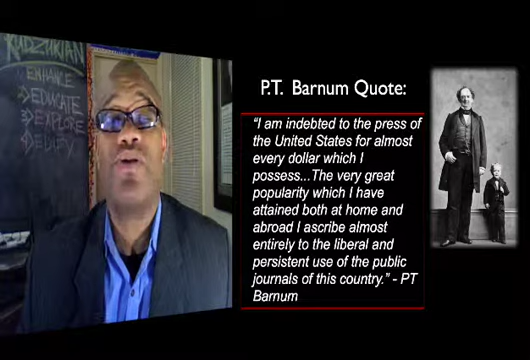 KUDZUKIAN
ENHANCE
EDUCATE
EXPLORE
EDIFY
P.T. Barnum Quote:
“I am indebted to the press of
the United States for almost
every dollar which I
possess...The very great
popularity which I have
attained both at home and
abroad I ascribe almost
entirely to the liberal and
persistent use of the public
journals of this country.” - PT
Barnum